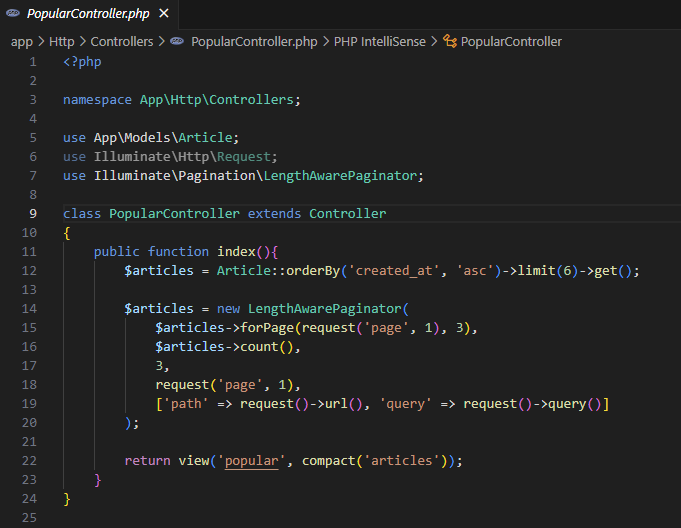 PopularController.php ×
app > Http > Controllers > PopularController.php > PHP IntelliSense > PopularController
1 <?php
2
3 namespace App\Http\Controllers;
4
5 use App\Models\Article;
6 use Illuminate\Http\Request;
7 use Illuminate\Pagination\LengthAwarePaginator;
8
9 class PopularController extends Controller
10 {
11     public function index(){
12         $articles = Article::orderBy('created_at', 'asc')->limit(6)->get();
13
14         $articles = new LengthAwarePaginator(
15             $articles->forPage(request('page', 1), 3),
16             $articles->count(),
17             3,
18             request('page', 1),
19             ['path' => request()->url(), 'query' => request()->query()]
20         );
21
22         return view('popular', compact('articles'));
23     }
24 }
25